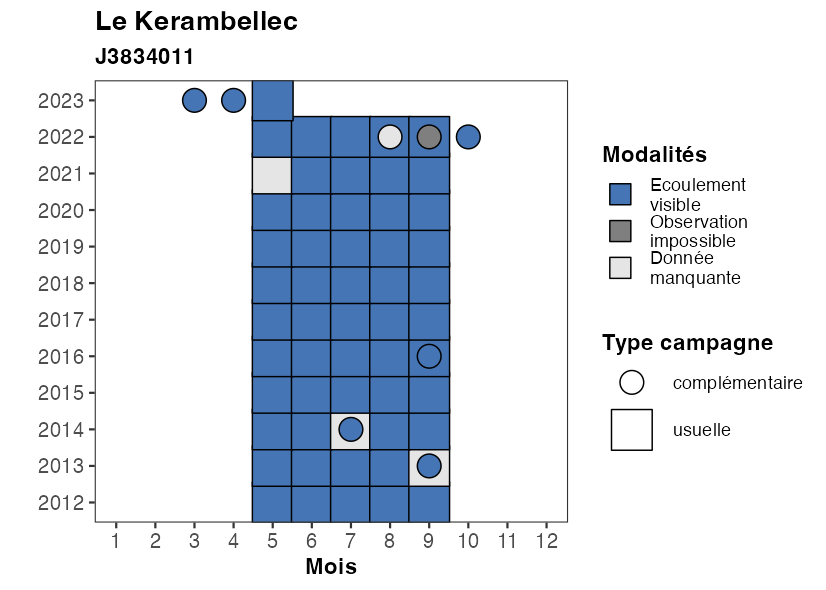 Le Kerambellec
J3834011
2023
2022
2021
2020
2019
2018
2017
2016
2015
2014
2013
2012
1 2 3 4 5 6 7 8 9 10 11 12
Mois
Modalités
Ecoulement
visible
Observation
impossible
Donnée
manquante
Type campagne
complémentaire
usuelle